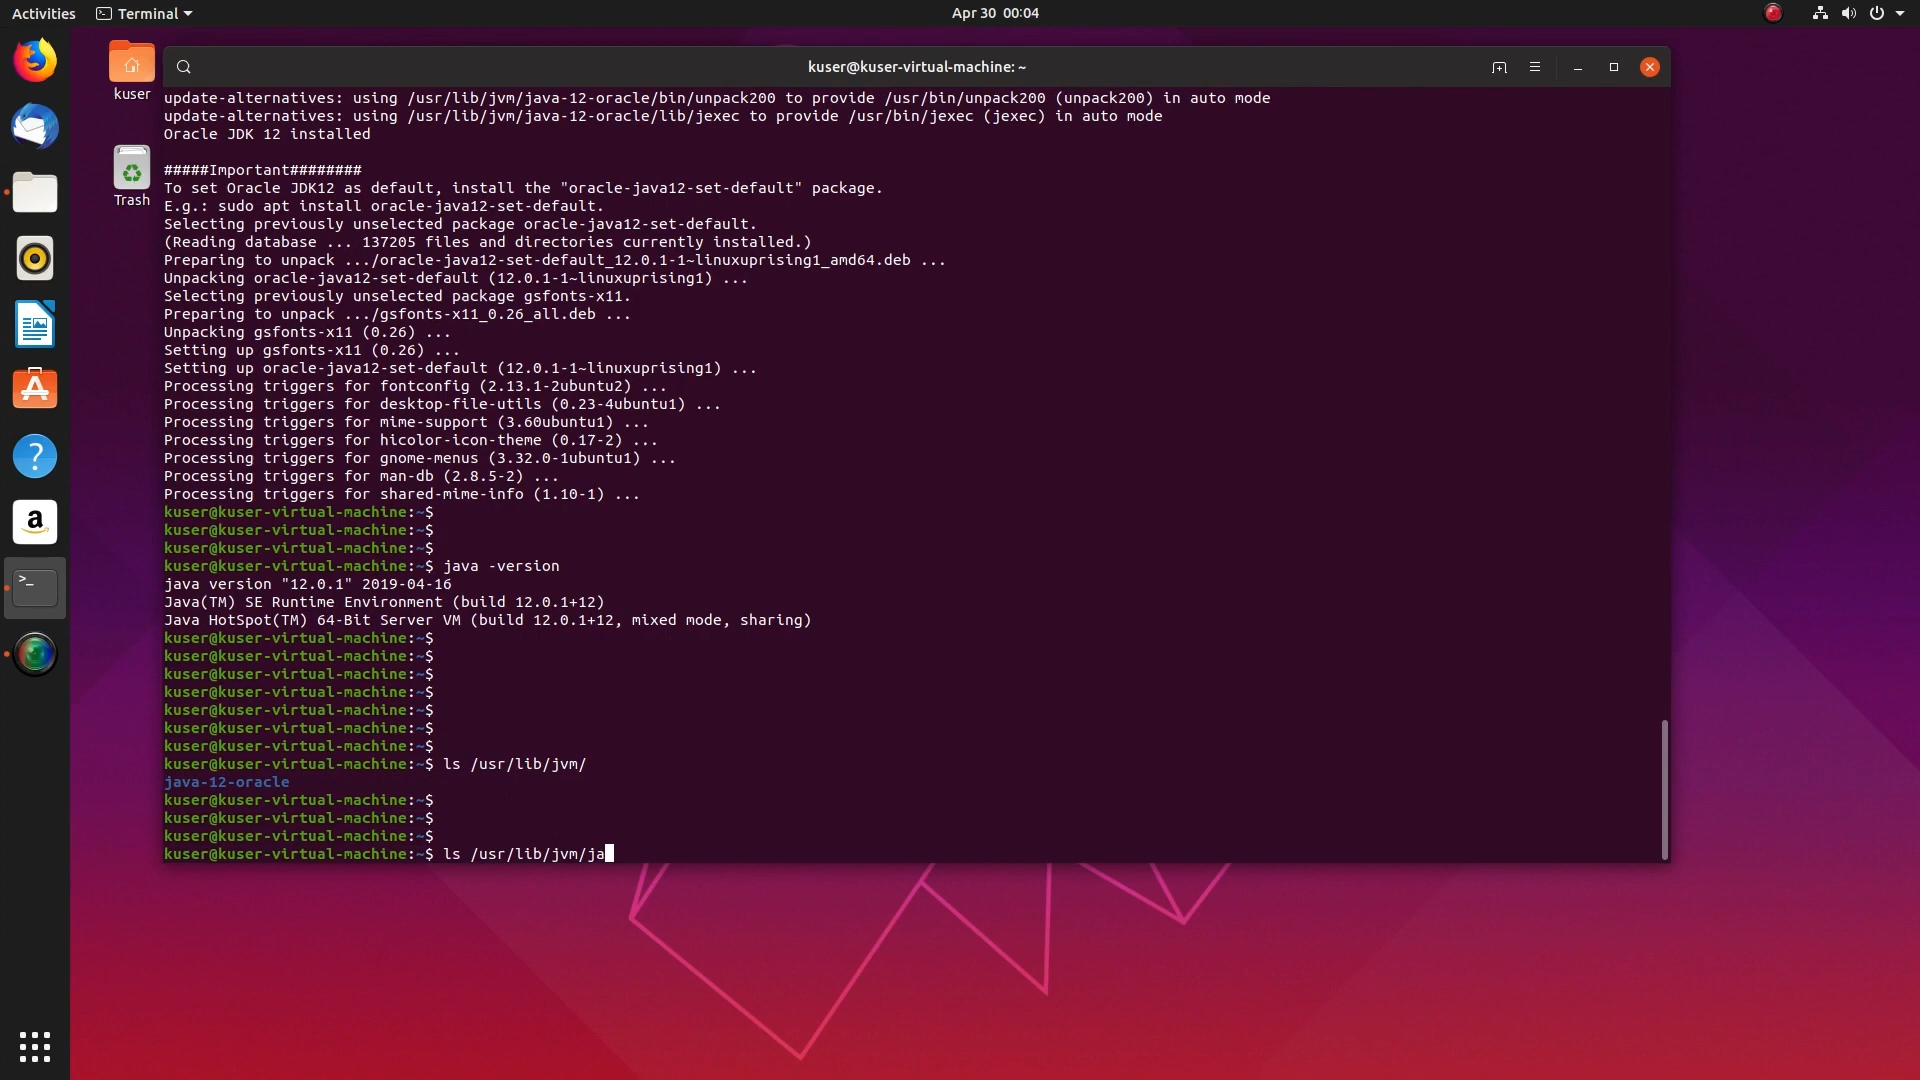 Activities
Terminal
Apr 30 00:04
kuser
Trash
kuser@kuser-virtual-machine: ~
update-alternatives: using /usr/lib/jvm/java-12-oracle/bin/unpack200 to provide /usr/bin/unpack200 (unpack200) in auto mode
update-alternatives: using /usr/lib/jvm/java-12-oracle/lib/jexec to provide /usr/bin/jexec (jexec) in auto mode
Oracle JDK 12 installed
#####Important########
To set Oracle JDK12 as default, install the "oracle-java12-set-default" package.
E.g.: sudo apt install oracle-java12-set-default.
Selecting previously unselected package oracle-java12-set-default.
(Reading database ... 137205 files and directories currently installed.)
Preparing to unpack .../oracle-java12-set-default_12.0.1-1~linuxuprising1_amd64.deb ...
Unpacking oracle-java12-set-default (12.0.1-1~linuxuprising1) ...
Selecting previously unselected package gsfonts-x11.
Preparing to unpack .../gsfonts-x11_0.26_all.deb ...
Unpacking gsfonts-x11 (0.26) ...
Setting up gsfonts-x11 (0.26) ...
Setting up oracle-java12-set-default (12.0.1-1~linuxuprising1) ...
Processing triggers for fontconfig (2.13.1-2ubuntu2) ...
Processing triggers for desktop-file-utils (0.23-4ubuntu1) ...
Processing triggers for mime-support (3.60ubuntu1) ...
Processing triggers for hicolor-icon-theme (0.17-2) ...
Processing triggers for gnome-menus (3.32.0-1ubuntu1) ...
Processing triggers for man-db (2.8.5-2) ...
Processing triggers for shared-mime-info (1.10-1) ...
kuser@kuser-virtual-machine:~$
kuser@kuser-virtual-machine:~$
kuser@kuser-virtual-machine:~$
kuser@kuser-virtual-machine:~$ java -version
java version "12.0.1" 2019-04-16
Java(TM) SE Runtime Environment (build 12.0.1+12)
Java HotSpot(TM) 64-Bit Server VM (build 12.0.1+12, mixed mode, sharing)
kuser@kuser-virtual-machine:~$
kuser@kuser-virtual-machine:~$
kuser@kuser-virtual-machine:~$
kuser@kuser-virtual-machine:~$
kuser@kuser-virtual-machine:~$
kuser@kuser-virtual-machine:~$
kuser@kuser-virtual-machine:~$
kuser@kuser-virtual-machine:~$ ls /usr/lib/jvm/
java-12-oracle
kuser@kuser-virtual-machine:~$
kuser@kuser-virtual-machine:~$
kuser@kuser-virtual-machine:~$
kuser@kuser-virtual-machine:~$ ls /usr/lib/jvm/ja